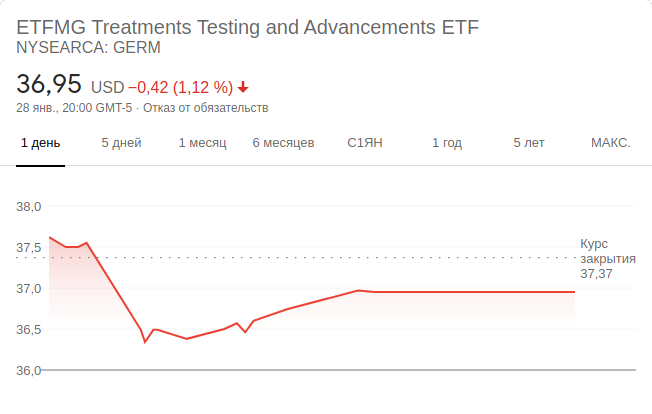 ETFMG Treatments Testing and Advancements ETF
NYSEARCA: GERM
36,95 USD −0,42 (1,12 %)
28 янв., 20:00 GMT-5 · Отказ от обязательств
1 день 5 дней 1 месяц 6 месяцев С1ЯН 1 год 5 лет МАКС.
38,0
37,5
37,0
36,5
36,0
Курс
закрытия
37,37